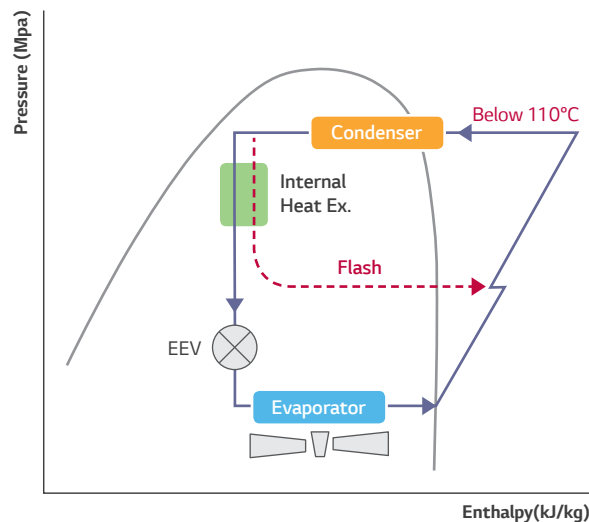 Pressure (Mpa)
Condenser
Below 110°C
Internal
Heat Ex.
Flash
EEV
Evaporator
Enthalpy(kJ/kg)